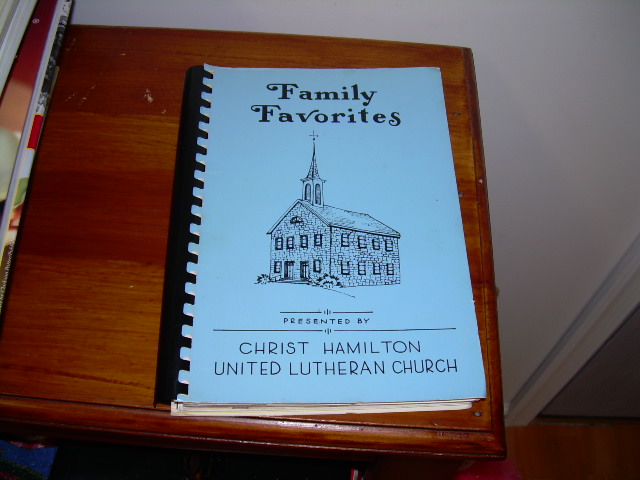 Family
Favorites
PRESENTED BY
CHRIST HAMILTON
UNITED LUTHERAN CHURCH